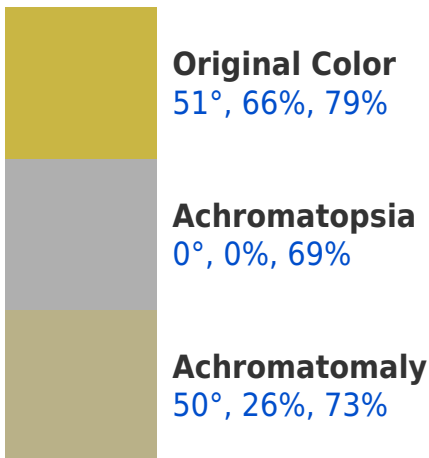 Original Color
51°, 66%, 79%
Achromatopsia
0°, 0%, 69%
Achromatomaly
50°, 26%, 73%